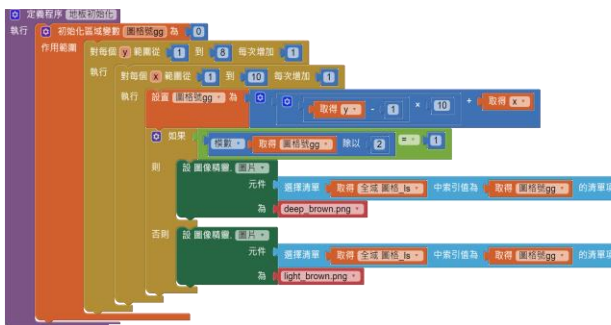 定義程序 地板初始化
執行 初始化區域變數 圖格號gg 為 0
作用範圍 對每個 y 範圍從 1 到 8 每次增加 1
執行 對每個 x 範圍從 1 到 10 每次增加 1
執行 設置 圖格號gg 為 取得 y - 1 × 10 + 取得 x
如果 模數 取得 圖格號gg 除以 2 = 1
則 設 圖像精靈. 圖片
元件 選擇清單 取得 全域 圖格_ls 中索引值為 取得 圖格號gg 的清單項
為 deep_brown.png
否則 設 圖像精靈. 圖片
元件 選擇清單 取得 全域 圖格_ls 中索引值為 取得 圖格號gg 的清單項
為 light_brown.png